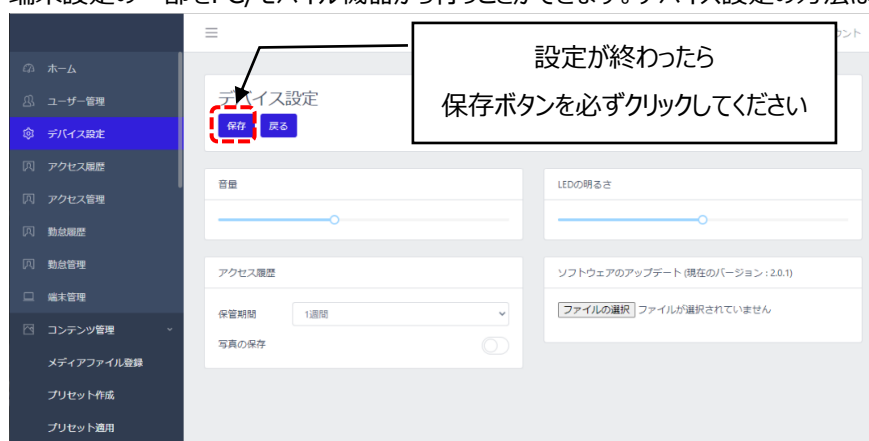 端末設定の一部をPC/モバイル機器から行うことができます。デバイス設定の方法は
設定が終わったら
保存ボタンを必ずクリックしてください
ホーム
ユーザー管理
デバイス設定
アクセス履歴
アクセス管理
勤怠履歴
勤怠管理
端末管理
コンテンツ管理
メディアファイル登録
プリセット作成
プリセット適用
デバイス設定
保存 戻る
音量
LEDの明るさ
アクセス履歴
保管期間 1週間
写真の保存
ソフトウェアのアップデート (現在のバージョン : 2.0.1)
ファイルの選択 ファイルが選択されていません